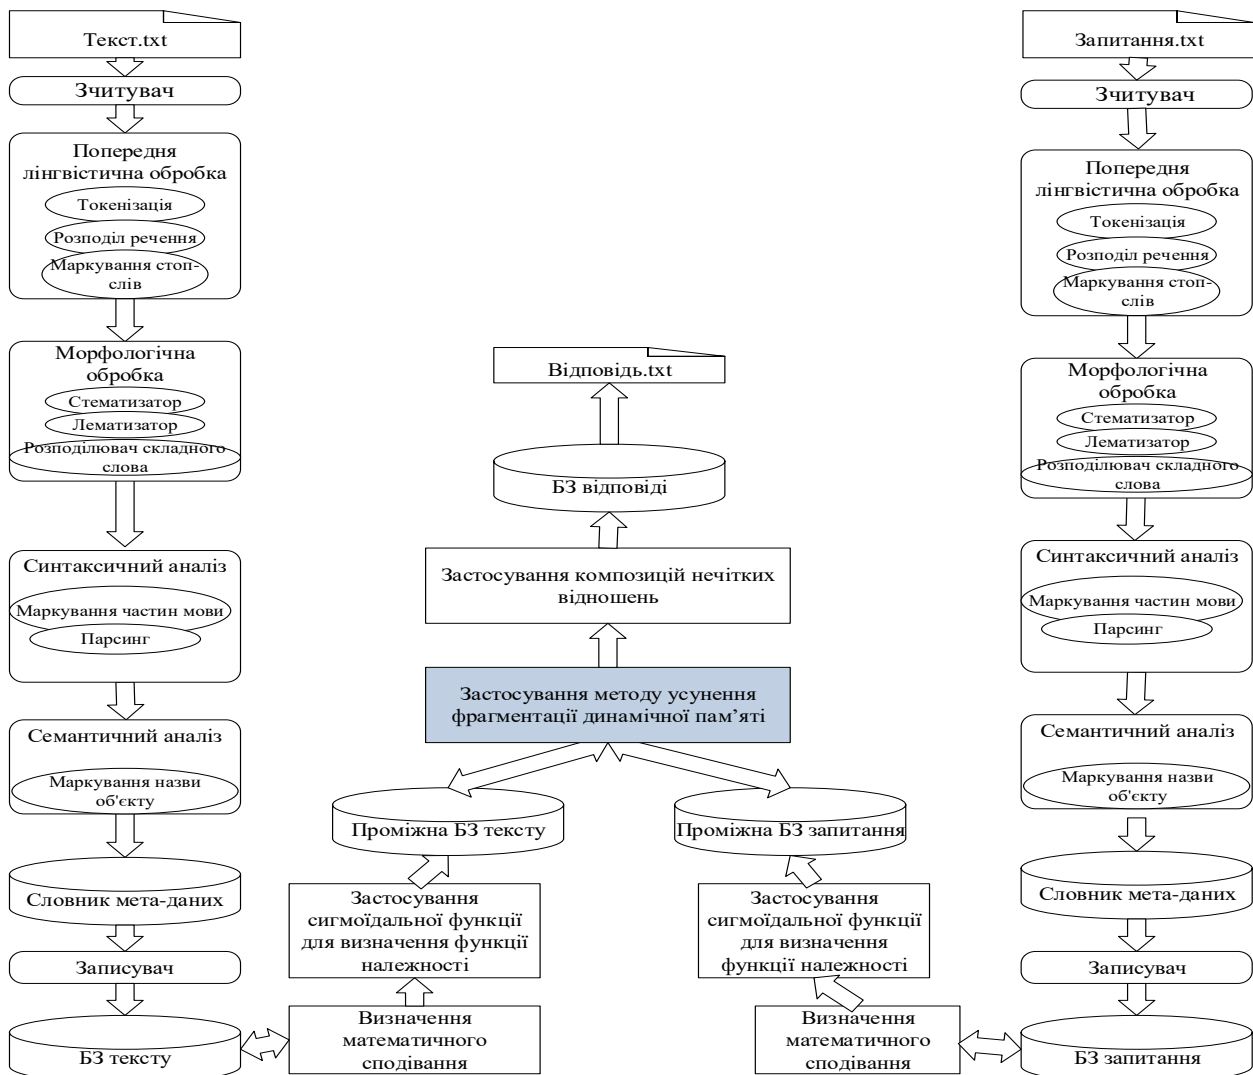 Текст.txt
Зчитувач
Попередня
лінгвістична обробка
Токенізація
Розподіл речення
Маркування стоп-
слів
Морфологічна
обробка
Стематизатор
Лематизатор
Розподілювач складного
слова
Синтаксичний аналіз
Маркування частин мови
Парсинг
Семантичний аналіз
Маркування назви
об'єкту
Словник мета-даних
Записувач
БЗ тексту
Відповідь.txt
БЗ відповіді
Застосування композицій нечітких
відношень
Застосування методу усунення
фрагментації динамічної пам’яті
Проміжна БЗ тексту
Проміжна БЗ запитання
Застосування
сигмоїдальної функції
для визначення функції
належності
Застосування
сигмоїдальної функції
для визначення
функції належності
Визначення
математичного
сподівання
Визначення
математичного
сподівання
Запитання.txt
Зчитувач
Попередня
лінгвістична обробка
Токенізація
Розподіл речення
Маркування стоп-
слів
Морфологічна
обробка
Стематизатор
Лематизатор
Розподілювач складного
слова
Синтаксичний аналіз
Маркування частин мови
Парсинг
Семантичний аналіз
Маркування назви
об'єкту
Словник мета-даних
Записувач
БЗ запитання